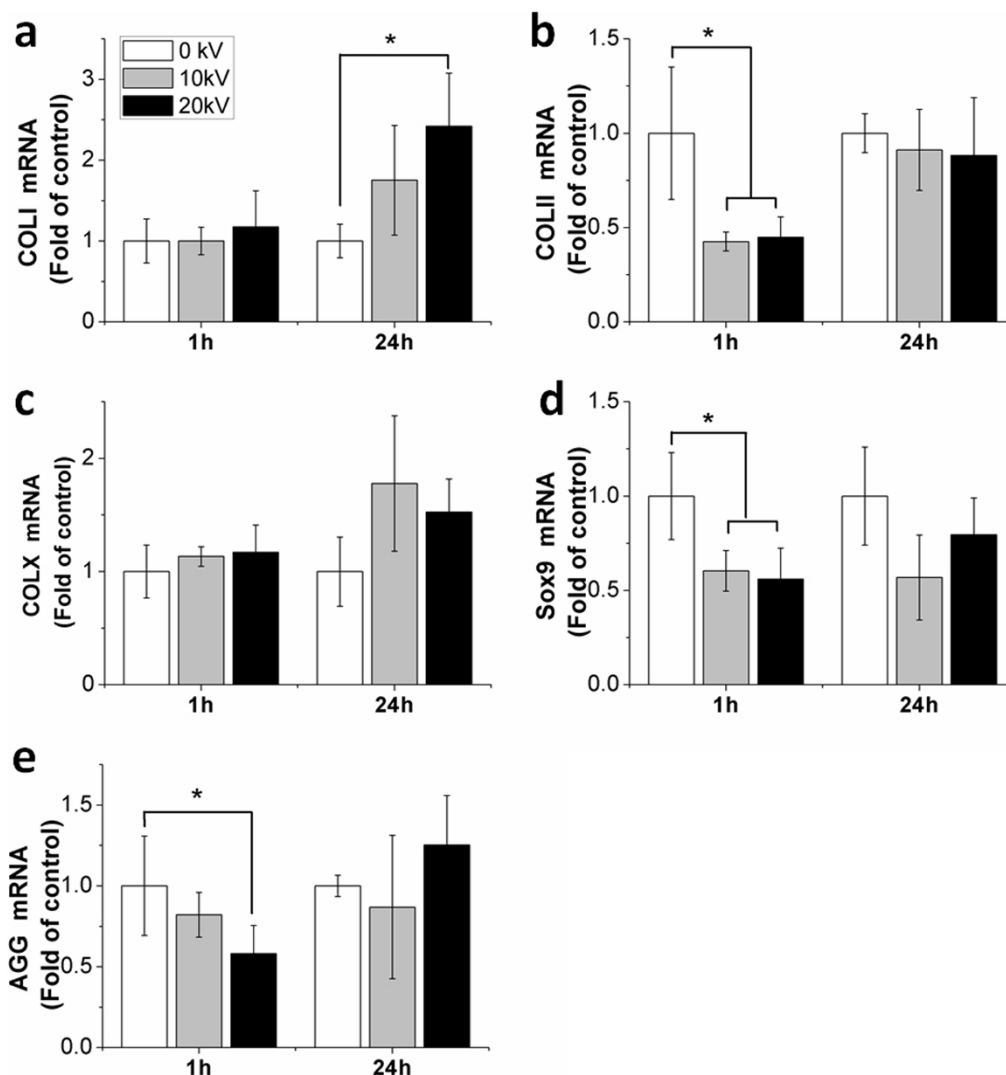 a
0 kV
10kV
20kV
*
COLI mRNA
(Fold of control)
3
2
1
0
1h
24h
b
*
COLII mRNA
(Fold of control)
1.5
1.0
0.5
0.0
1h
24h
c
COLX mRNA
(Fold of control)
2
1
0
1h
24h
d
*
Sox9 mRNA
(Fold of control)
1.5
1.0
0.5
0.0
1h
24h
e
*
AGG mRNA
(Fold of control)
1.5
1.0
0.5
0.0
1h
24h